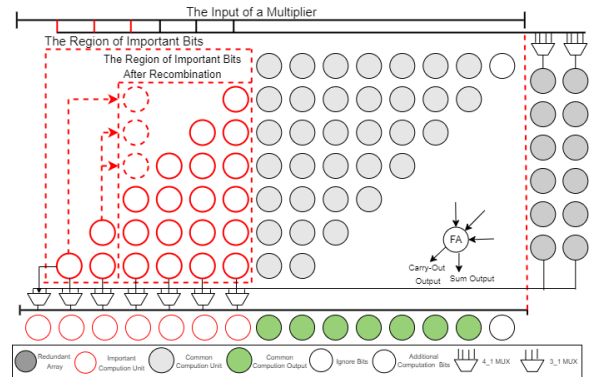 The Input of a Multiplier
The Region of Important Bits
The Region of Important Bits
After Recombination
FA
Carry-Out
Output
Sum Output
Redundant
Array
Important
Compution Unit
Common
Compution Unit
Common
Compution Output
Ignore Bits
Additional
Computation Bits
4_1 MUX
3_1 MUX